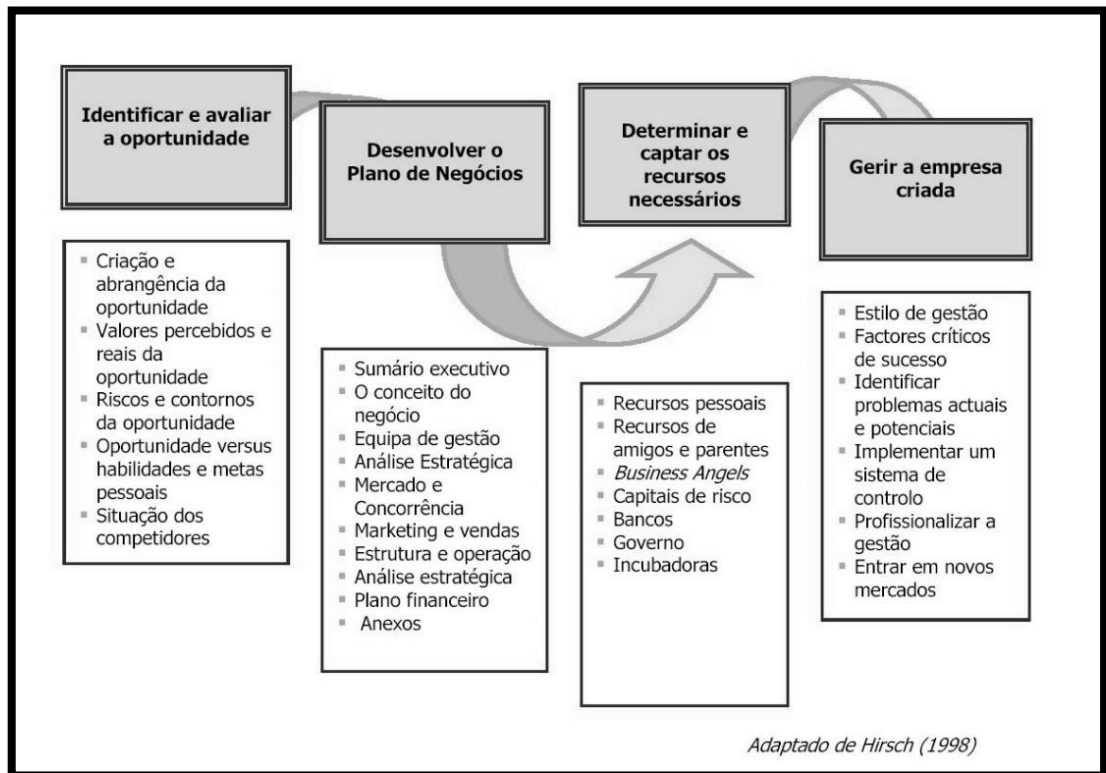 Identificar e avaliar
a oportunidade
Criação e
abrangência da
oportunidade
Valores percebidos e
reais da
oportunidade
Riscos e contornos
da oportunidade
Oportunidade versus
habilidades e metas
pessoais
Situação dos
competidores
Desenvolver o
Plano de Negócios
Sumário executivo
O conceito do
negócio
Equipa de gestão
Análise Estratégica
Mercado e
Concorrência
Marketing e vendas
Estrutura e operação
Análise estratégica
Plano financeiro
Anexos
Determinar e
captar os
recursos
necessários
Recursos pessoais
Recursos de
amigos e parentes
Business Angels
Capitais de risco
Bancos
Governo
Incubadoras
Gerir a empresa
criada
Estilo de gestão
Factores críticos
de sucesso
Identificar
problemas actuais
e potenciais
Implementar um
sistema de
controlo
Profissionalizar a
gestão
Entrar em novos
mercados
Adaptado de Hirsch (1998)